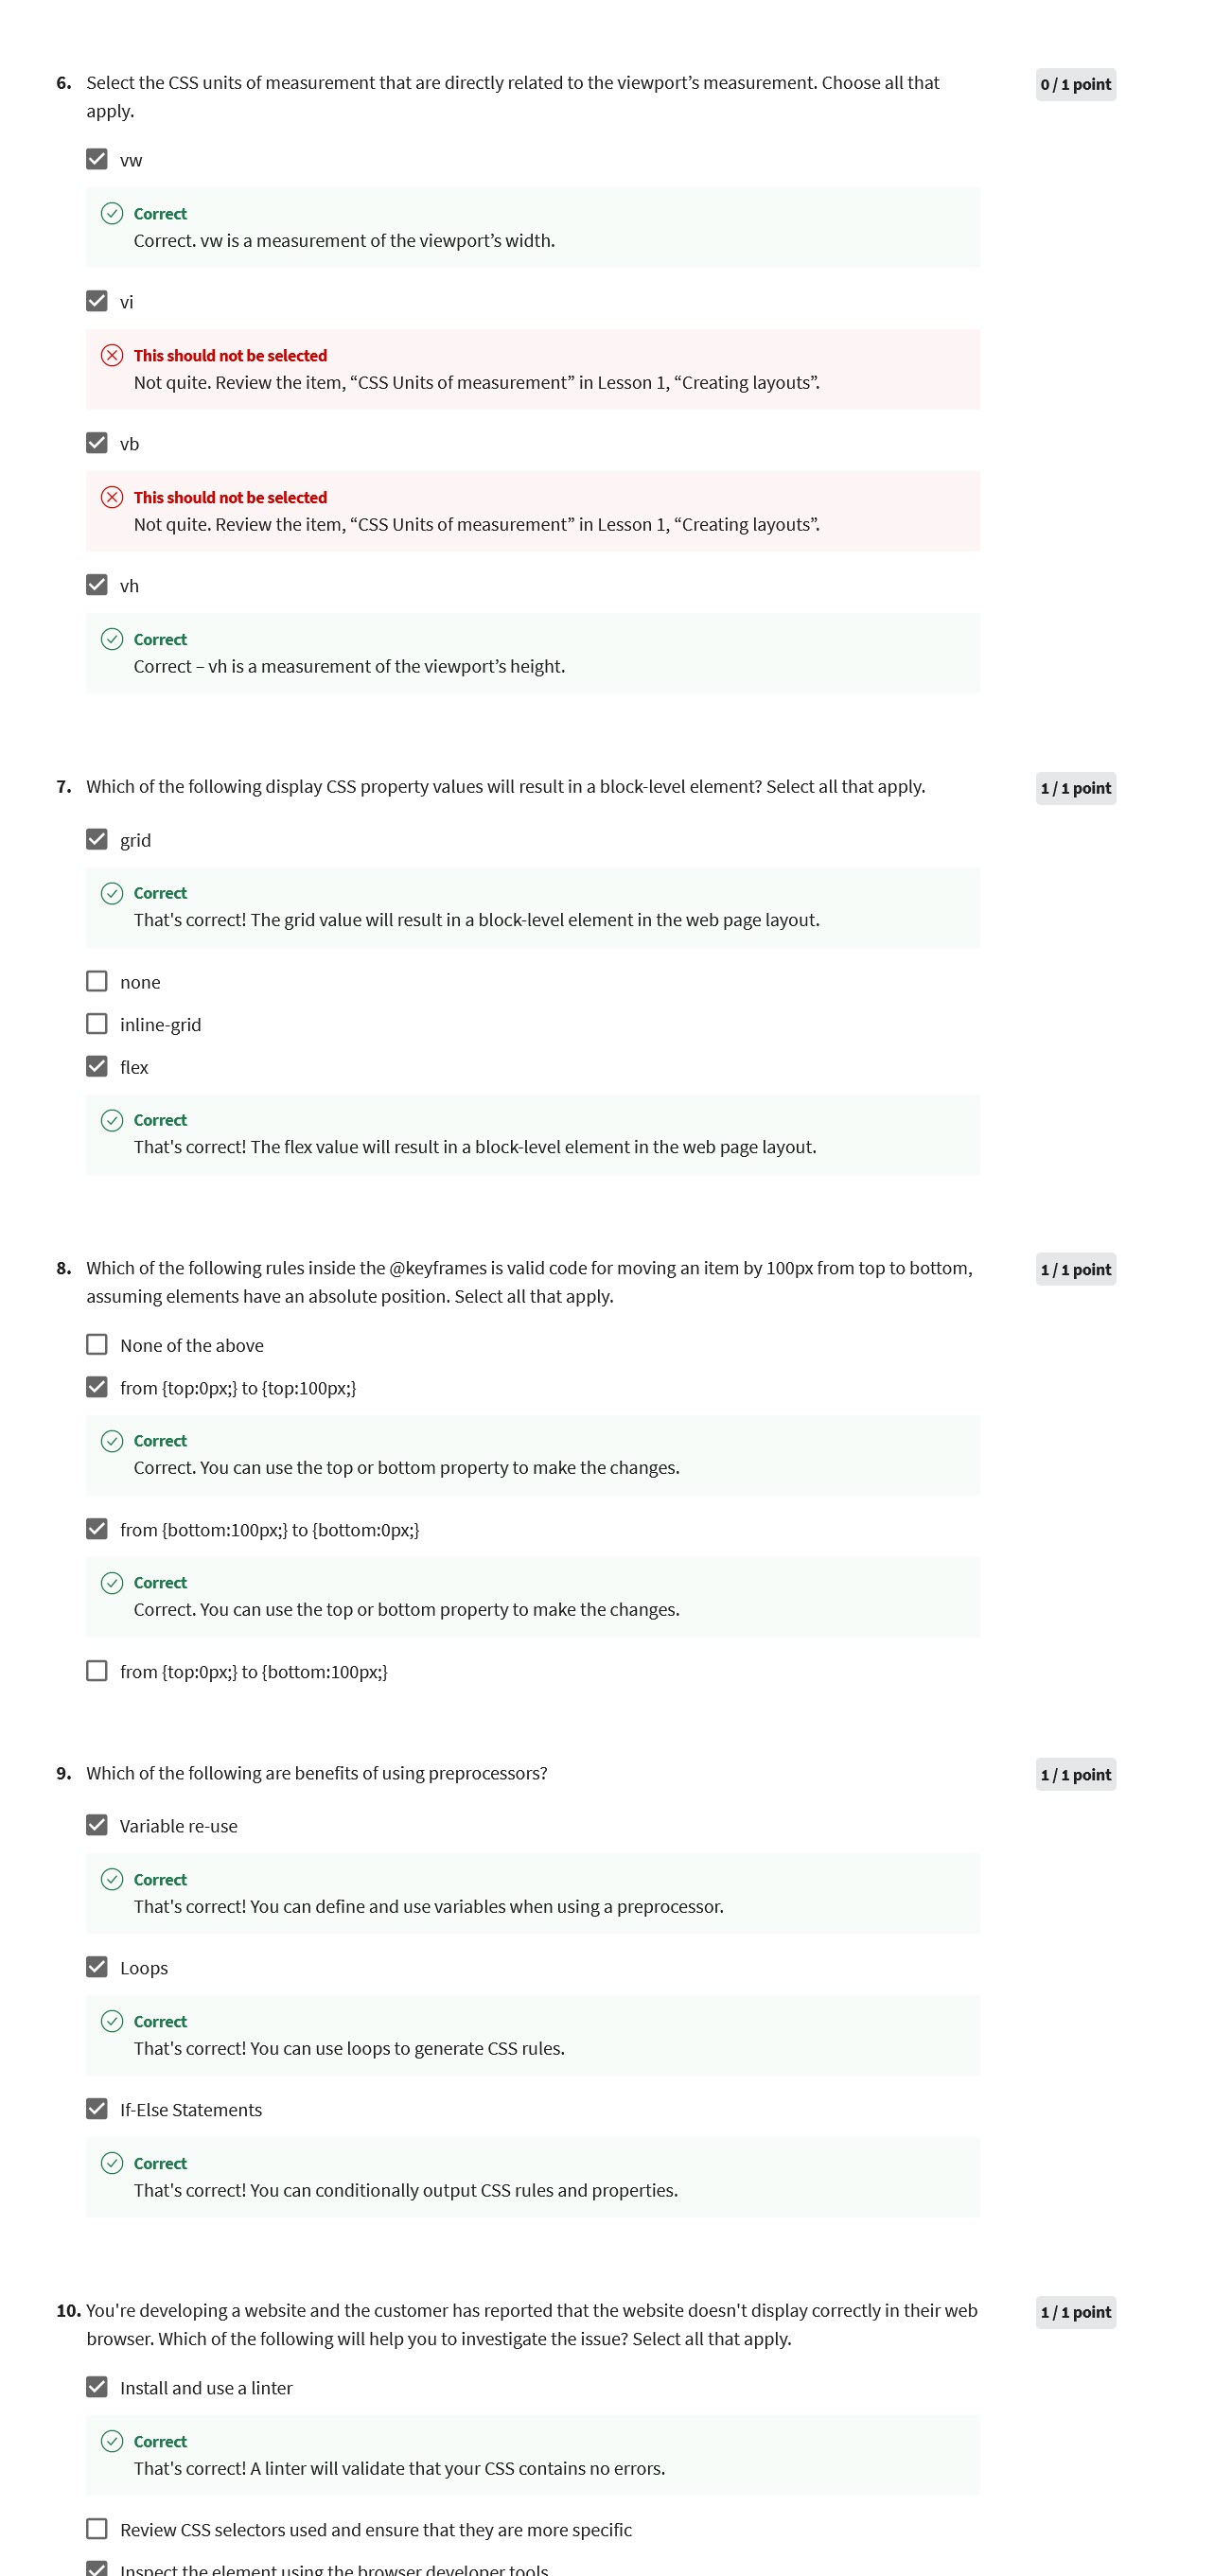 6. Select the CSS units of measurement that are directly related to the viewport’s measurement. Choose all that
apply.
0 / 1 point
vw
Correct
Correct. vw is a measurement of the viewport’s width.
vi
This should not be selected
Not quite. Review the item, “CSS Units of measurement” in Lesson 1, “Creating layouts”.
vb
This should not be selected
Not quite. Review the item, “CSS Units of measurement” in Lesson 1, “Creating layouts”.
vh
Correct
Correct – vh is a measurement of the viewport’s height.
7. Which of the following display CSS property values will result in a block-level element? Select all that apply.
1 / 1 point
grid
Correct
That's correct! The grid value will result in a block-level element in the web page layout.
none
inline-grid
flex
Correct
That's correct! The flex value will result in a block-level element in the web page layout.
8. Which of the following rules inside the @keyframes is valid code for moving an item by 100px from top to bottom,
assuming elements have an absolute position. Select all that apply.
1 / 1 point
None of the above
from {top:0px;} to {top:100px;}
Correct
Correct. You can use the top or bottom property to make the changes.
from {bottom:100px;} to {bottom:0px;}
Correct
Correct. You can use the top or bottom property to make the changes.
from {top:0px;} to {bottom:100px;}
9. Which of the following are benefits of using preprocessors?
1 / 1 point
Variable re-use
Correct
That's correct! You can define and use variables when using a preprocessor.
Loops
Correct
That's correct! You can use loops to generate CSS rules.
If-Else Statements
Correct
That's correct! You can conditionally output CSS rules and properties.
10. You're developing a website and the customer has reported that the website doesn't display correctly in their web
browser. Which of the following will help you to investigate the issue? Select all that apply.
1 / 1 point
Install and use a linter
Correct
That's correct! A linter will validate that your CSS contains no errors.
Review CSS selectors used and ensure that they are more specific
Inspect the element using the browser developer tools